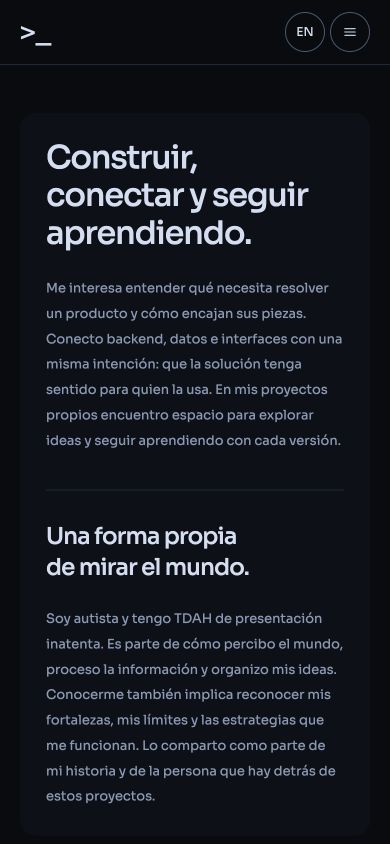 >_
EN
Construir,
conectar y seguir
aprendiendo.
Me interesa entender qué necesita resolver
un producto y cómo encajan sus piezas.
Conecto backend, datos e interfaces con una
misma intención: que la solución tenga
sentido para quien la usa. En mis proyectos
propios encuentro espacio para explorar
ideas y seguir aprendiendo con cada versión.
Una forma propia
de mirar el mundo.
Soy autista y tengo TDAH de presentación
inatenta. Es parte de cómo percibo el mundo,
proceso la información y organizo mis ideas.
Conocerme también implica reconocer mis
fortalezas, mis límites y las estrategias que
me funcionan. Lo comparto como parte de
mi historia y de la persona que hay detrás de
estos proyectos.